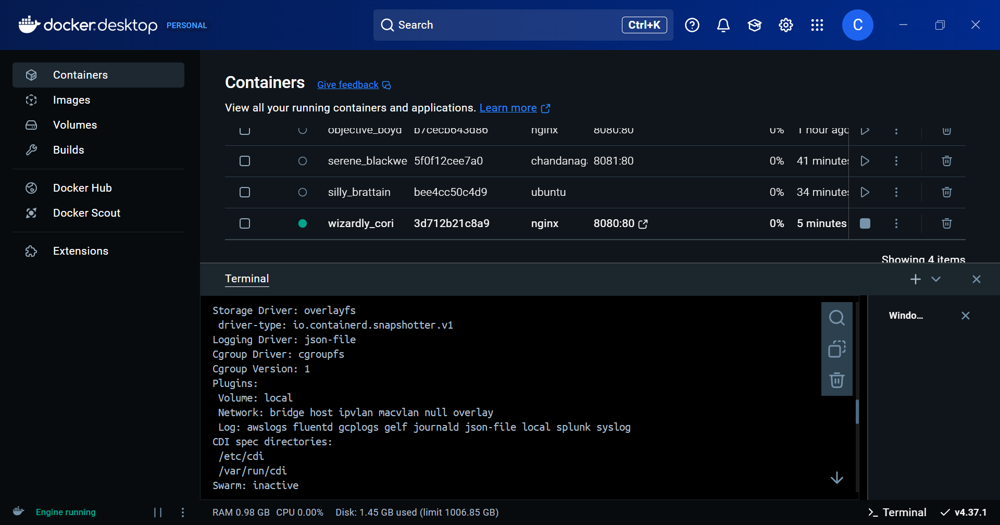 docker desktop PERSONAL
Search
Ctrl+K
C
Containers
Images
Volumes
Builds
Docker Hub
Docker Scout
Extensions
Containers Give feedback
View all your running containers and applications. Learn more
objective_boyd b7cecb643d86 nginx 8080:80 0% 1 hour ago
serene_blackwe 5f0f12cee7a0 chandanaga 8081:80 0% 41 minutes
silly_brattain bee4cc50c4d9 ubuntu 0% 34 minutes
wizardly_cori 3d712b21c8a9 nginx 8080:80 0% 5 minutes
Showing 4 items
Terminal
Storage Driver: overlayfs
driver-type: io.containerd.snapshotter.v1
Logging Driver: json-file
Cgroup Driver: cgroupfs
Cgroup Version: 1
Plugins:
Volume: local
Network: bridge host ipvlan macvlan null overlay
Log: awslogs fluentd gcplogs gelf journald json-file local splunk syslog
CDI spec directories:
/etc/cdi
/var/run/cdi
Swarm: inactive
Windo...
Engine running
RAM 0.98 GB CPU 0.00% Disk: 1.45 GB used (limit 1006.85 GB)
Terminal
v4.37.1